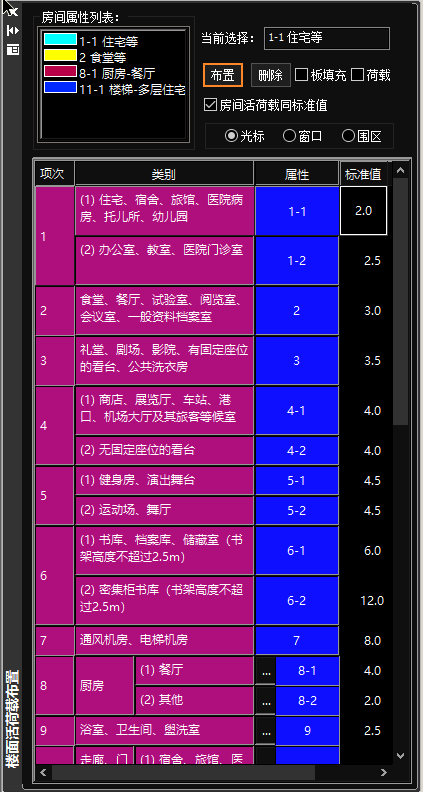 房间属性列表：
1-1 住宅等
2 食堂等
8-1 厨房-餐厅
11-1 楼梯-多层住宅
当前选择： 1-1 住宅等
布置 删除 板填充 荷载
房间活荷载同标准值
光标 窗口 围区
项次 类别 属性 标准值
1
(1) 住宅、宿舍、旅馆、医院病
房、托儿所、幼儿园
1-1 2.0
(2) 办公室、教室、医院门诊室
1-2 2.5
2
食堂、餐厅、试验室、阅览室、
会议室、一般资料档案室
2 3.0
3
礼堂、剧场、影院、有固定座位
的看台、公共洗衣房
3 3.5
4
(1) 商店、展览厅、车站、港
口、机场大厅及其旅客等候室
4-1 4.0
(2) 无固定座位的看台 4-2 4.0
5
(1) 健身房、演出舞台 5-1 4.5
(2) 运动场、舞厅 5-2 4.5
6
(1) 书库、档案库、储藏室（书
架高度不超过2.5m）
6-1 6.0
(2) 密集柜书库（书架高度不超
过2.5m）
6-2 12.0
7 通风机房、电梯机房 7 8.0
8 厨房
(1) 餐厅 ... 8-1 4.0
(2) 其他 ... 8-2 2.0
9 浴室、卫生间、盥洗室 ... 9 2.5
走廊、门 (1) 宿舍、旅馆、医
楼面活荷载布置